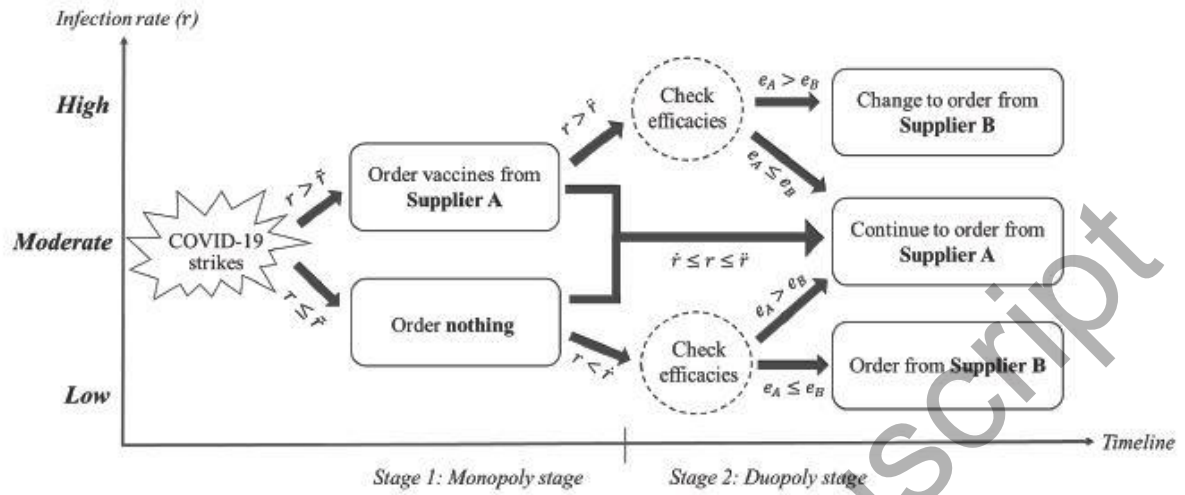 Infection rate (r)
High
Moderate
Low
COVID-19
strikes
r > r̃
r ≤ r̃
Order vaccines from
Supplier A
Order nothing
r > r̈
ṙ ≤ r ≤ r̈
r < ṙ
Check
efficacies
Check
efficacies
e_A > e_B
e_A ≤ e_B
e_A > e_B
e_A ≤ e_B
Change to order from
Supplier B
Continue to order from
Supplier A
Order from Supplier B
Timeline
Stage 1: Monopoly stage
Stage 2: Duopoly stage
uscript